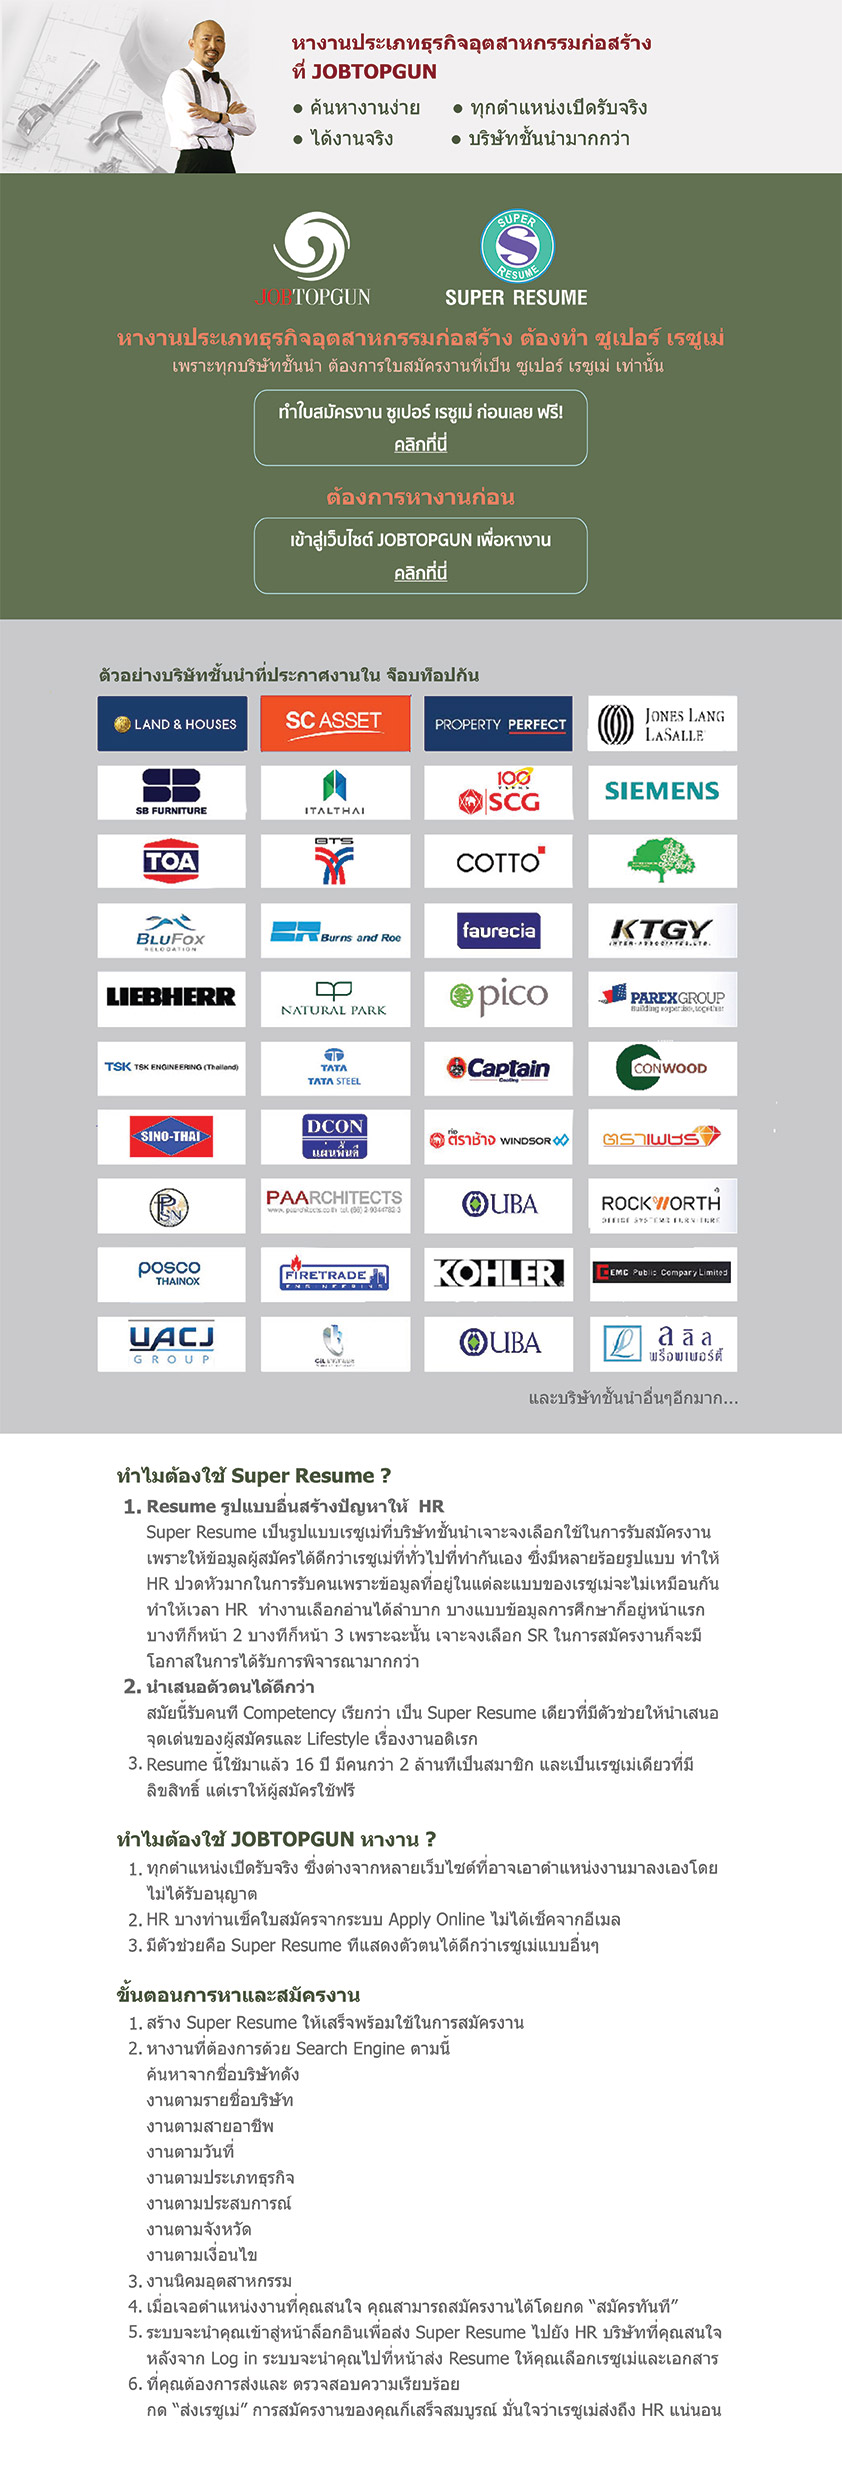 หางานประเภทธุรกิจอุตสาหกรรมก่อสร้าง
ที่ JOBTOPGUN
● ค้นหางานง่าย ● ทุกตำแหน่งเปิดรับจริง
● ได้งานจริง ● บริษัทชั้นนำมากกว่า
JOBTOPGUN
SUPER RESUME
SUPER RESUME
หางานประเภทธุรกิจอุตสาหกรรมก่อสร้าง ต้องทำ ซูเปอร์ เรซูเม่
เพราะทุกบริษัทชั้นนำ ต้องการใบสมัครงานที่เป็น ซูเปอร์ เรซูเม่ เท่านั้น
ทำใบสมัครงาน ซูเปอร์ เรซูเม่ ก่อนเลย ฟรี!
คลิกที่นี่
ต้องการหางานก่อน
เข้าสู่เว็บไซต์ JOBTOPGUN เพื่อหางาน
คลิกที่นี่
ตัวอย่างบริษัทชั้นนำที่ประกาศงานใน จ๊อบท็อปกัน
LAND & HOUSES
SC ASSET
PROPERTY PERFECT
JONES LANG
LASALLE
SB FURNITURE
ITALTHAI
100 YEARS
SCG
SIEMENS
TOA
BTS
COTTO
BLUFOX
RELOCATION
BR Burns and Roe
faurecia
KTGY
INTER-ASSOCIATES.LTD.
LIEBHERR
NATURAL PARK
pico
PAREXGROUP
Building expertise, together
TSK TSK ENGINEERING (Thailand)
TATA
TATA STEEL
Captain
Coating
CONWOOD
SINO-THAI
DCON
แผ่นพื้นดี
ท่อ
ตราช้าง WINDSOR
ตราเพชร
PAARCHITECTS
www. paarchitects.co.th tel. (66) 2-9344782-3
UBA
ROCKWORTH
OFFICE SYSTEMS FURNITURE
posco
THAINOX
FIRETRADE
ENGINEERING
KOHLER.
EMC Public Company Limited
UACJ
GROUP
UBA
LL ลลิล
พร็อพเพอร์ตี้
และบริษัทชั้นนำอื่นๆอีกมาก...
ทำไมต้องใช้ Super Resume ?
1. Resume รูปแบบอื่นสร้างปัญหาให้ HR
Super Resume เป็นรูปแบบเรซูเม่ที่บริษัทชั้นนำเจาะจงเลือกใช้ในการรับสมัครงาน
เพราะให้ข้อมูลผู้สมัครได้ดีกว่าเรซูเม่ที่ทั่วไปที่ทำกันเอง ซึ่งมีหลายร้อยรูปแบบ ทำให้
HR ปวดหัวมากในการรับคนเพราะข้อมูลที่อยู่ในแต่ละแบบของเรซูเม่จะไม่เหมือนกัน
ทำให้เวลา HR ทำงานเลือกอ่านได้ลำบาก บางแบบข้อมูลการศึกษาก็อยู่หน้าแรก
บางทีก็หน้า 2 บางทีก็หน้า 3 เพราะฉะนั้น เจาะจงเลือก SR ในการสมัครงานก็จะมี
โอกาสในการได้รับการพิจารณามากกว่า
2. นำเสนอตัวตนได้ดีกว่า
สมัยนี้รับคนที Competency เรียกว่า เป็น Super Resume เดียวที่มีตัวช่วยให้นำเสนอ
จุดเด่นของผู้สมัครและ Lifestyle เรื่องงานอดิเรก
3. Resume นี้ใช้มาแล้ว 16 ปี มีคนกว่า 2 ล้านทีเป็นสมาชิก และเป็นเรซูเม่เดียวที่มี
ลิขสิทธิ์ แต่เราให้ผู้สมัครใช้ฟรี
ทำไมต้องใช้ JOBTOPGUN หางาน ?
1. ทุกตำแหน่งเปิดรับจริง ซึ่งต่างจากหลายเว็บไซต์ที่อาจเอาตำแหน่งงานมาลงเองโดย
ไม่ได้รับอนุญาต
2. HR บางท่านเช็คใบสมัครจากระบบ Apply Online ไม่ได้เช็คจากอีเมล
3. มีตัวช่วยคือ Super Resume ทีแสดงตัวตนได้ดีกว่าเรซูเม่แบบอื่นๆ
ขั้นตอนการหาและสมัครงาน
1. สร้าง Super Resume ให้เสร็จพร้อมใช้ในการสมัครงาน
2. หางานที่ต้องการด้วย Search Engine ตามนี้
ค้นหาจากชื่อบริษัทดัง
งานตามรายชื่อบริษัท
งานตามสายอาชีพ
งานตามวันที่
งานตามประเภทธุรกิจ
งานตามประสบการณ์
งานตามจังหวัด
งานตามเงื่อนไข
3. งานนิคมอุตสาหกรรม
4. เมื่อเจอตำแหน่งงานที่คุณสนใจ คุณสามารถสมัครงานได้โดยกด “สมัครทันที”
5. ระบบจะนำคุณเข้าสู่หน้าล็อกอินเพื่อส่ง Super Resume ไปยัง HR บริษัทที่คุณสนใจ
หลังจาก Log in ระบบจะนำคุณไปที่หน้าส่ง Resume ให้คุณเลือกเรซูเม่และเอกสาร
6. ที่คุณต้องการส่งและ ตรวจสอบความเรียบร้อย
กด “ส่งเรซูเม่” การสมัครงานของคุณก็เสร็จสมบูรณ์ มั่นใจว่าเรซูเม่ส่งถึง HR แน่นอน